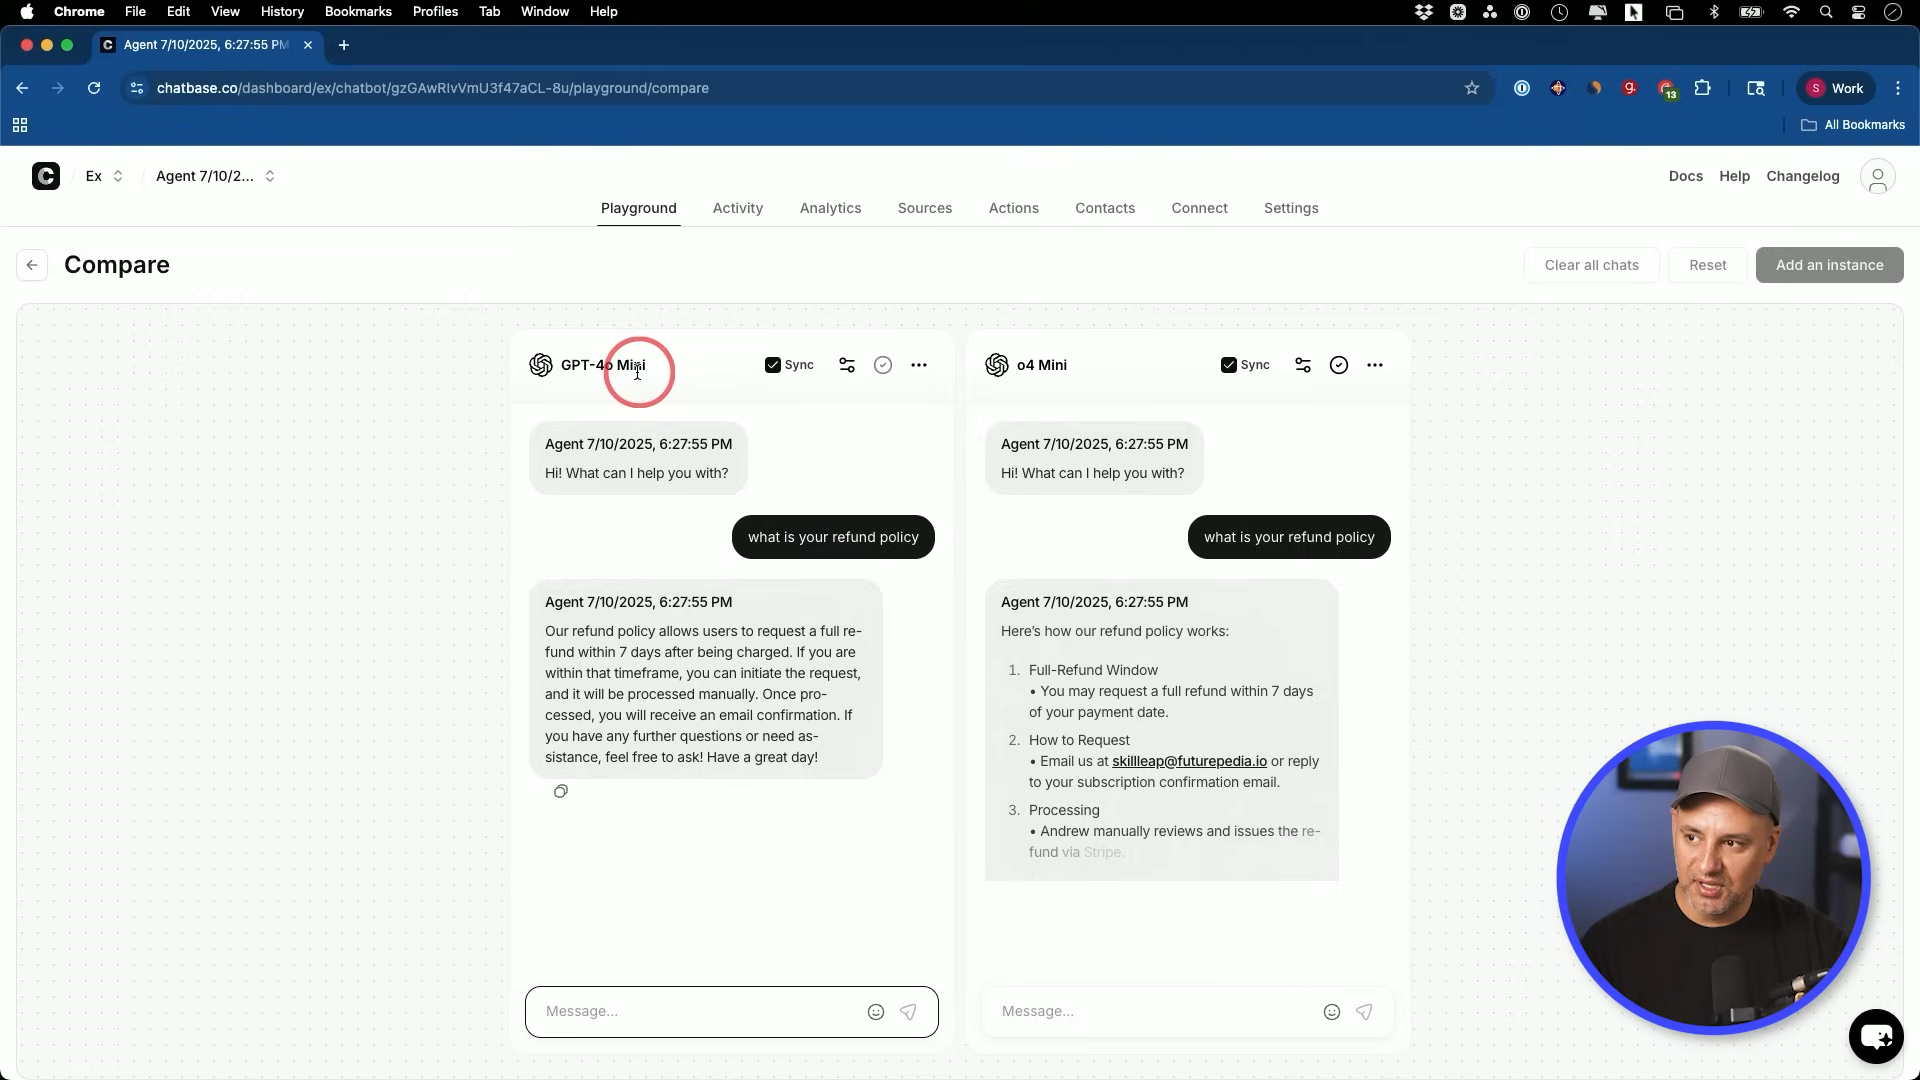 Chrome File Edit View History Bookmarks Profiles Tab Window Help
Agent 7/10/2025, 6:27:55 PM
chatbase.co/dashboard/ex/chatbot/gzGAwRlvVmU3f47aCL-8u/playground/compare
g.
13
S Work
All Bookmarks
C Ex Agent 7/10/2... Docs Help Changelog
Playground Activity Analytics Sources Actions Contacts Connect Settings
Compare
Clear all chats Reset Add an instance
GPT-4o Mini Sync
Agent 7/10/2025, 6:27:55 PM
Hi! What can I help you with?
what is your refund policy
Agent 7/10/2025, 6:27:55 PM
Our refund policy allows users to request a full re-
fund within 7 days after being charged. If you are
within that timeframe, you can initiate the request,
and it will be processed manually. Once pro-
cessed, you will receive an email confirmation. If
you have any further questions or need as-
sistance, feel free to ask! Have a great day!
Message...
o4 Mini Sync
Agent 7/10/2025, 6:27:55 PM
Hi! What can I help you with?
what is your refund policy
Agent 7/10/2025, 6:27:55 PM
Here's how our refund policy works:
1. Full-Refund Window
• You may request a full refund within 7 days
of your payment date.
2. How to Request
• Email us at skillleap@futurepedia.io or reply
to your subscription confirmation email.
3. Processing
• Andrew manually reviews and issues the re-
fund via Stripe.
Message...